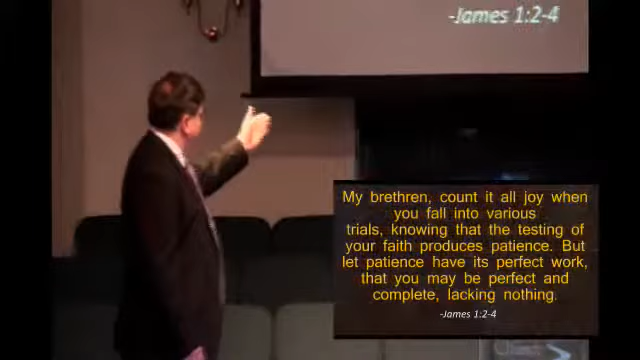 -James 1:2-4
My brethren, count it all joy when
you fall into various
trials, knowing that the testing of
your faith produces patience. But
let patience have its perfect work,
that you may be perfect and
complete, lacking nothing.
-James 1:2-4